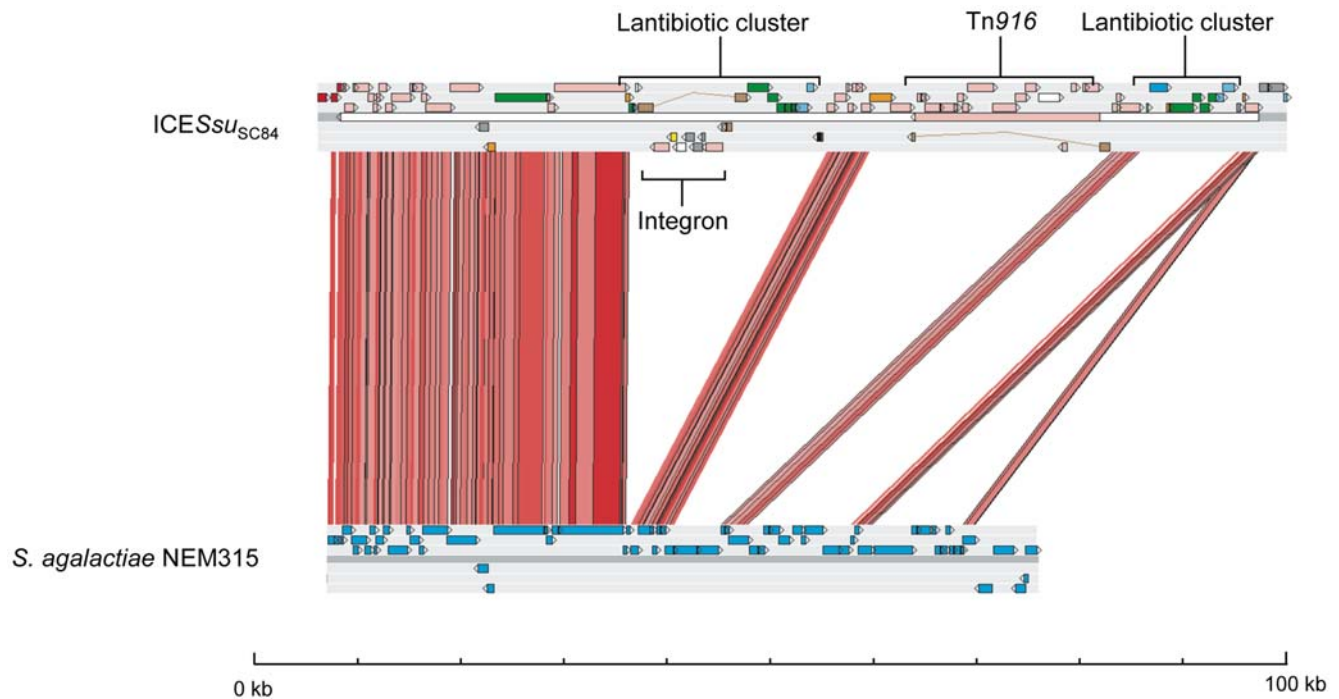 Lantibiotic cluster
Tn916
Lantibiotic cluster
ICESsuSC84
Integron
S. agalactiae NEM315
0 kb
100 kb